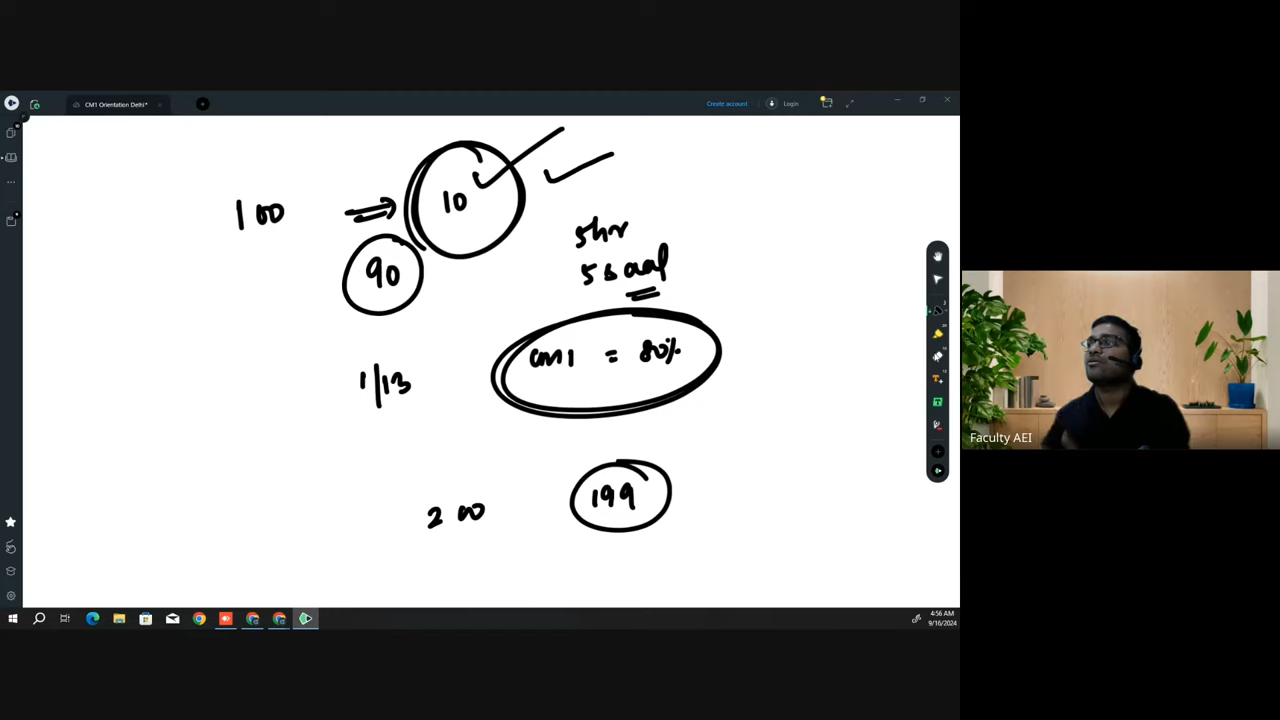 CM1 Orientation Delhi*
Create account
Login
10
100
90
5hr
5 saal
CM1 = 80%
1/13
199
200
Faculty AEI
4:56 AM
9/16/2024